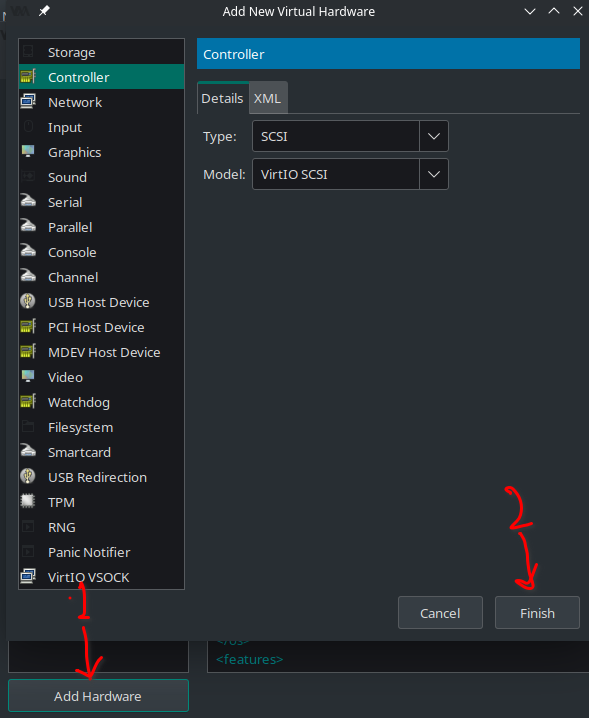 Add New Virtual Hardware
Storage
Controller
Network
Input
Graphics
Sound
Serial
Parallel
Console
Channel
USB Host Device
PCI Host Device
MDEV Host Device
Video
Watchdog
Filesystem
Smartcard
USB Redirection
TPM
RNG
Panic Notifier
VirtIO VSOCK
Controller
Details XML
Type: SCSI
Model: VirtIO SCSI
2
Cancel Finish
1
</os>
<features>
Add Hardware